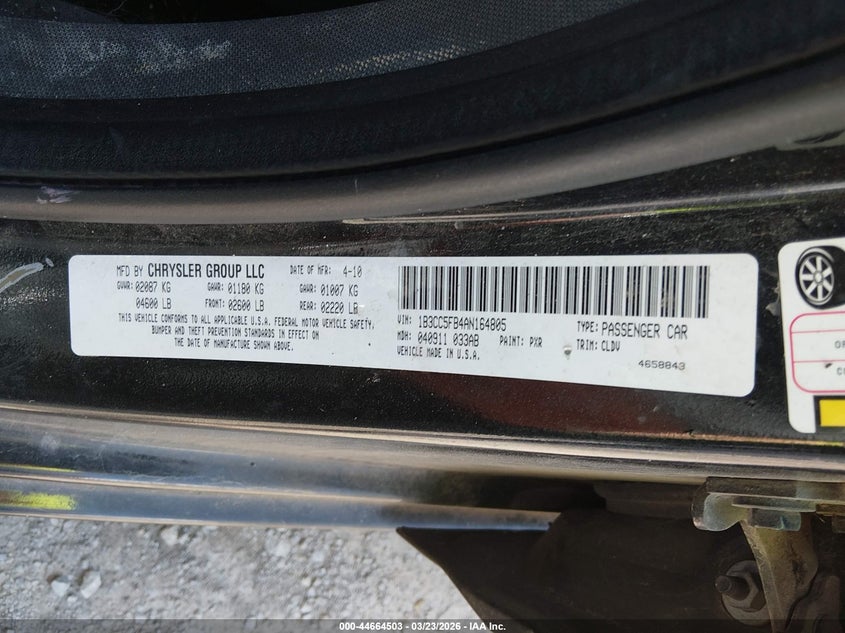 MFD BY CHRYSLER GROUP LLC DATE OF MFR: 4-10
GVWR: 02087 KG GAWR: 01180 KG GAWR: 01007 KG
04600 LB FRONT: 02600 LB REAR: 02220 LB
THIS VEHICLE CONFORMS TO ALL APPLICABLE U.S.A. FEDERAL MOTOR VEHICLE SAFETY,
BUMPER AND THEFT PREVENTION STANDARDS IN EFFECT ON
THE DATE OF MANUFACTURE SHOWN ABOVE.
VIN: 1B3CC5FB4AN164805 TYPE: PASSENGER CAR
MDH: 040911 033AB PAINT: PXR TRIM: CLDV
VEHICLE MADE IN U.S.A. 4658843
000-44664503 - 03/23/2026 - IAA Inc.